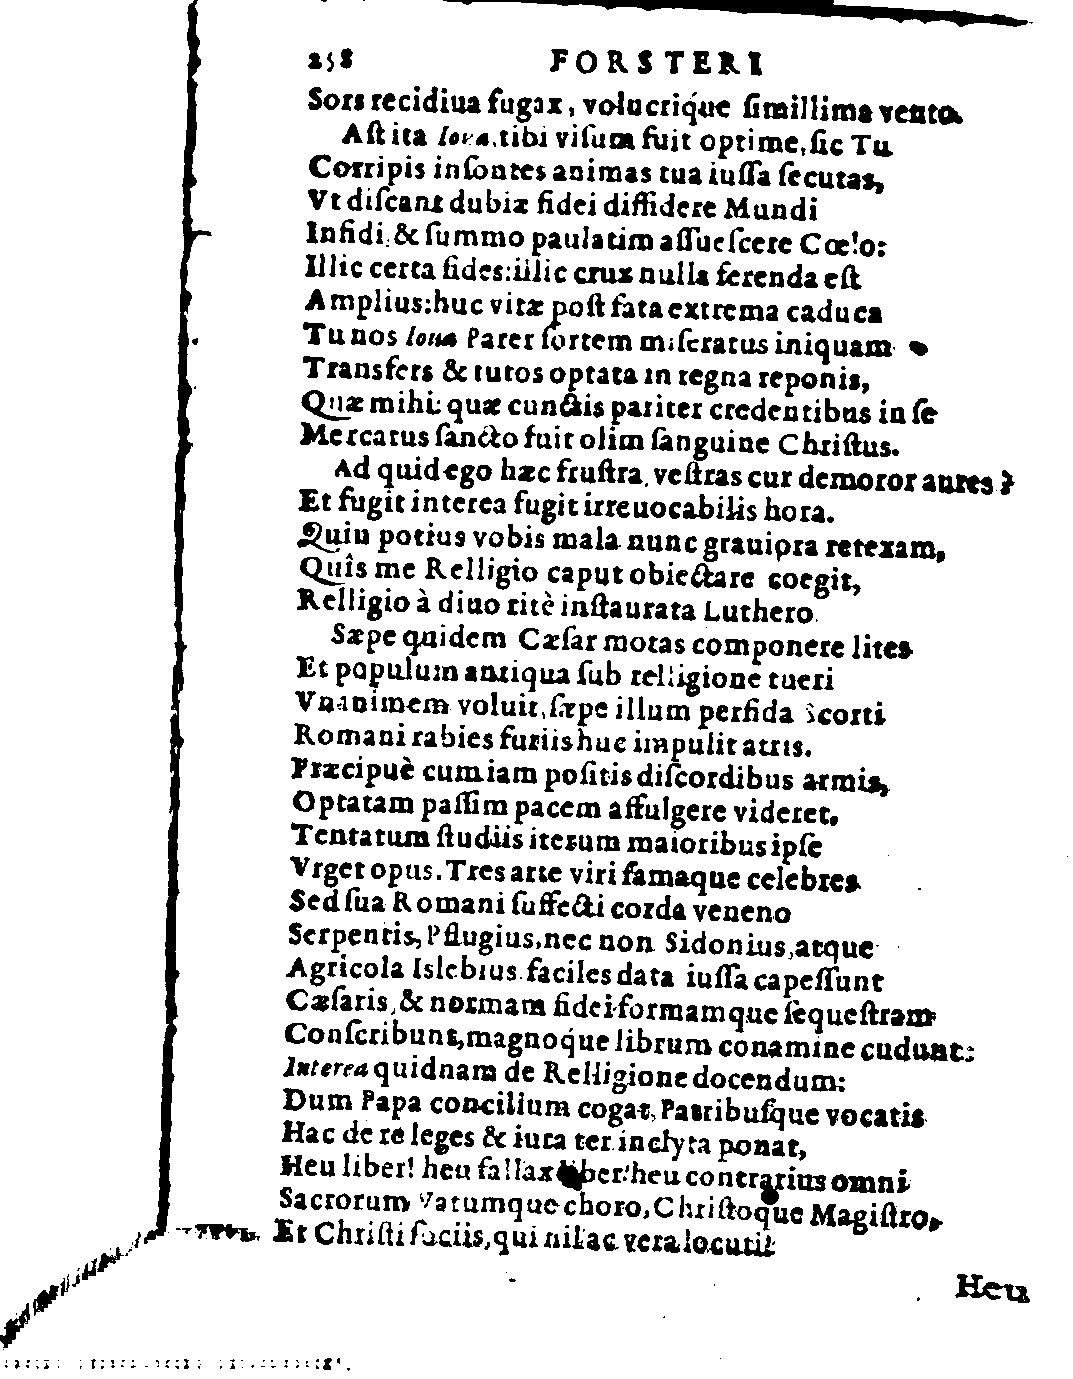 258 FORSTERI
Sors recidiua fugax, volucriq́ue ſimillima vento.
Aſt ita Ioua, tibi viſum fuit optime, ſic Tu
Corripis inſontes animas tua iuſſa ſecutas,
Vt diſcant dubiæ fidei diffidere Mundi
Infidi, & ſummo paulatim aſſueſcere Cœlo:
Illic certa fides: illic crux nulla ferenda eſt
Amplius: huc vitæ poſt fata extrema caduca
Tu nos Ioua Pater ſortem miſeratus iniquam
Transfers & tutos optata in regna reponis,
Quæ mihi: quæ cunctis pariter credentibus in ſe
Mercatus ſancto fuit olim ſanguine Chriſtus.
Ad quid ego hæc fruſtra, veſtras cur demoror aures?
Et fugit interea fugit irreuocabilis hora.
Quin potius vobis mala nunc grauiora retexam,
Quîs me Relligio caput obiectare coegit,
Relligio à diuo ritè inſtaurata Luthero.
Sæpe quidem Cæſar motas componere lites
Et populum antiqua ſub relligione tueri
Vnanimem voluit, ſæpe illum perfida ſcorti
Romani rabies furiis huc impulit atris.
Præcipuè cum iam poſitis diſcordibus armis,
Optatam paſſim pacem affulgere videret,
Tentatum ſtudiis iterum maioribus ipſe
Vrget opus. Tres arte viri famaque celebres
Sed ſua Romani ſuffecti corda veneno
Serpentis, Pflugius, nec non Sidonius, atque
Agricola Islebius faciles data iuſſa capeſſunt
Cæſaris, & normam fidei formamque ſequeſtram
Conſcribunt, magnoq́ue librum conamine cudunt:
Interea quidnam de Relligione docendum:
Dum Papa concilium cogat, Patribuſque vocatis
Hac de re leges & iura ter inclyta ponat,
Heu liber! heu fallax liber! heu contrarius omni
Sacrorum Vatumque choro, Chriſtoque Magiſtro,
Et Chriſti ſociis, qui nil ac vera locuti!
Heu